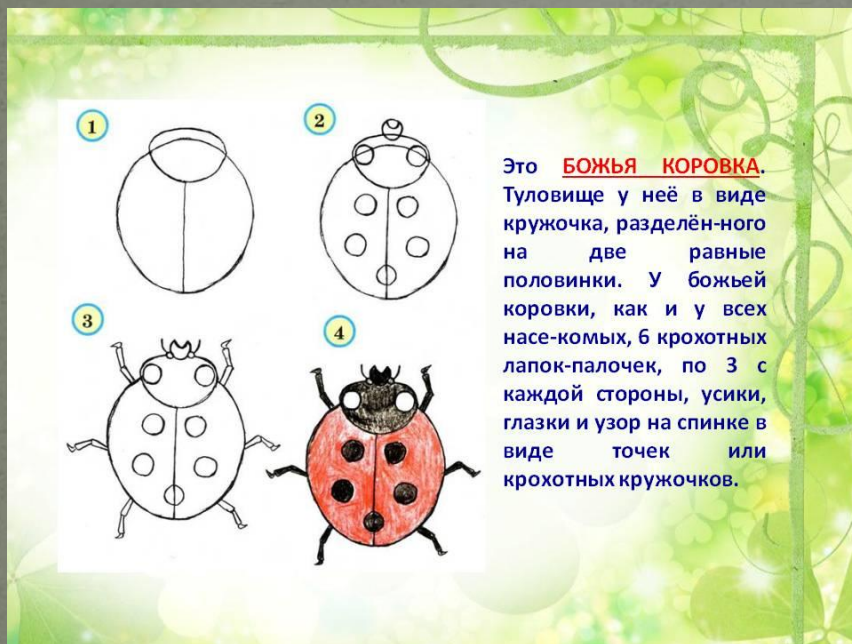 1
2
3
4
Это БОЖЬЯ КОРОВКА.
Туловище у неё в виде
кружочка, разделён-ного
на две равные
половинки. У божьей
коровки, как и у всех
насе-комых, 6 крохотных
лапок-палочек, по 3 с
каждой стороны, усики,
глазки и узор на спинке в
виде точек или
крохотных кружочков.